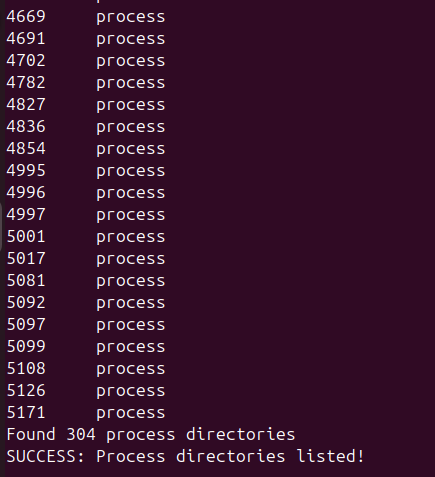 4669     process
4691     process
4702     process
4782     process
4827     process
4836     process
4854     process
4995     process
4996     process
4997     process
5001     process
5017     process
5081     process
5092     process
5097     process
5099     process
5108     process
5126     process
5171     process
Found 304 process directories
SUCCESS: Process directories listed!